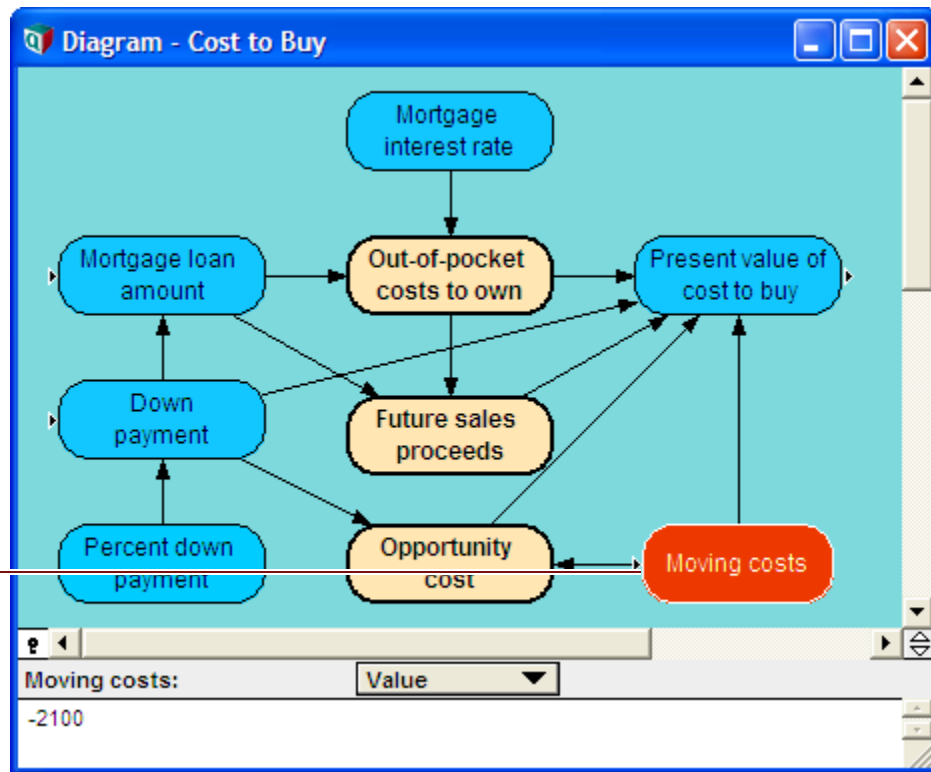 Diagram - Cost to Buy
Mortgage
interest rate
Mortgage loan
amount
Out-of-pocket
costs to own
Present value of
cost to buy
Down
payment
Future sales
proceeds
Percent down
payment
Opportunity
cost
Moving costs
Moving costs:
Value
-2100